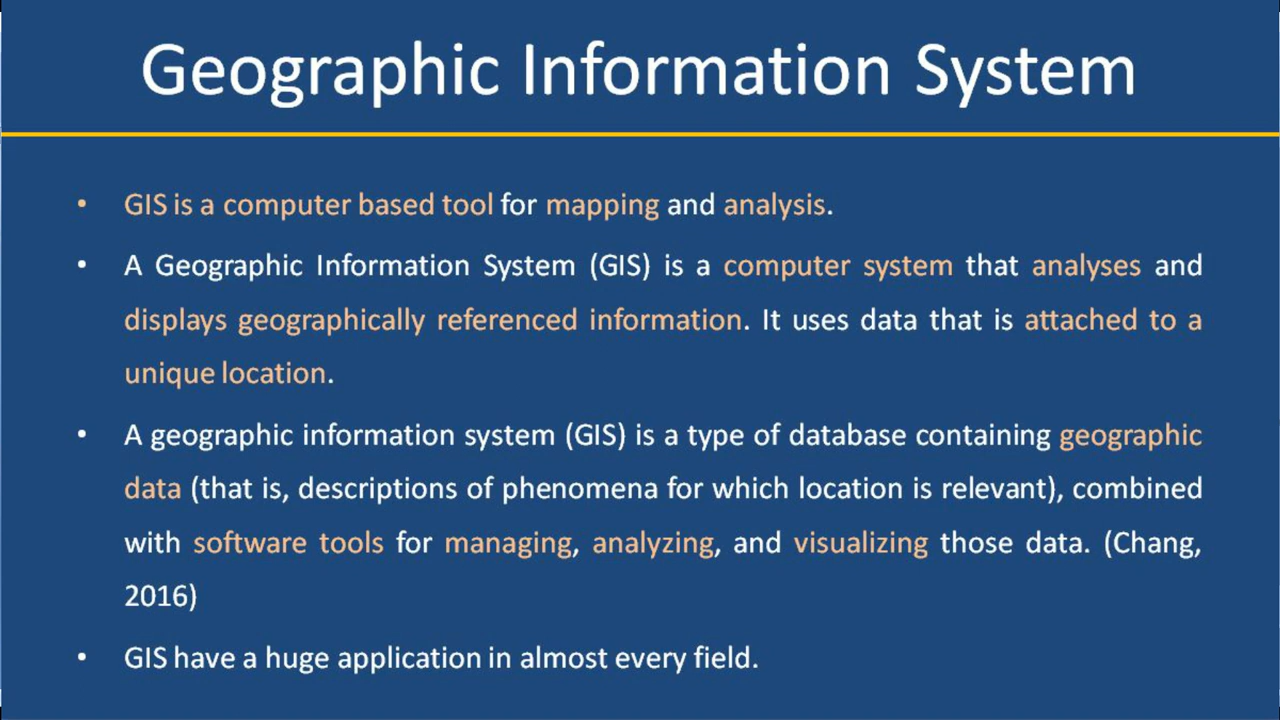 Geographic Information System
• GIS is a computer based tool for mapping and analysis.
• A Geographic Information System (GIS) is a computer system that analyses and
displays geographically referenced information. It uses data that is attached to a
unique location.
• A geographic information system (GIS) is a type of database containing geographic
data (that is, descriptions of phenomena for which location is relevant), combined
with software tools for managing, analyzing, and visualizing those data. (Chang,
2016)
• GIS have a huge application in almost every field.